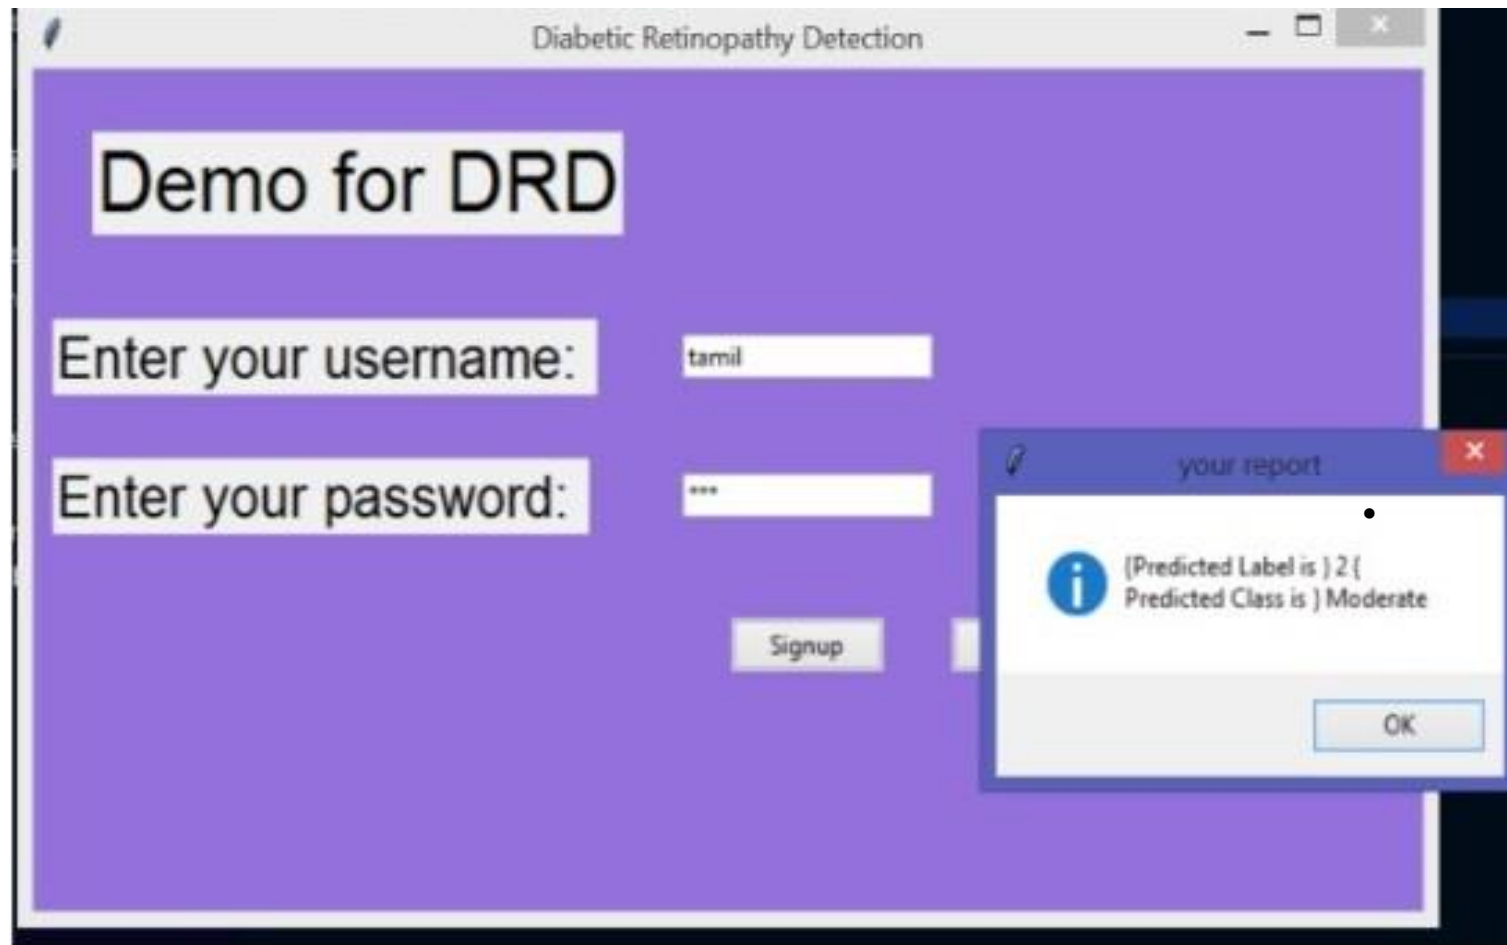 Diabetic Retinopathy Detection
Demo for DRD
Enter your username:
tamil
Enter your password:
***
your report
{Predicted Label is } 2 {
Predicted Class is } Moderate
Signup
OK